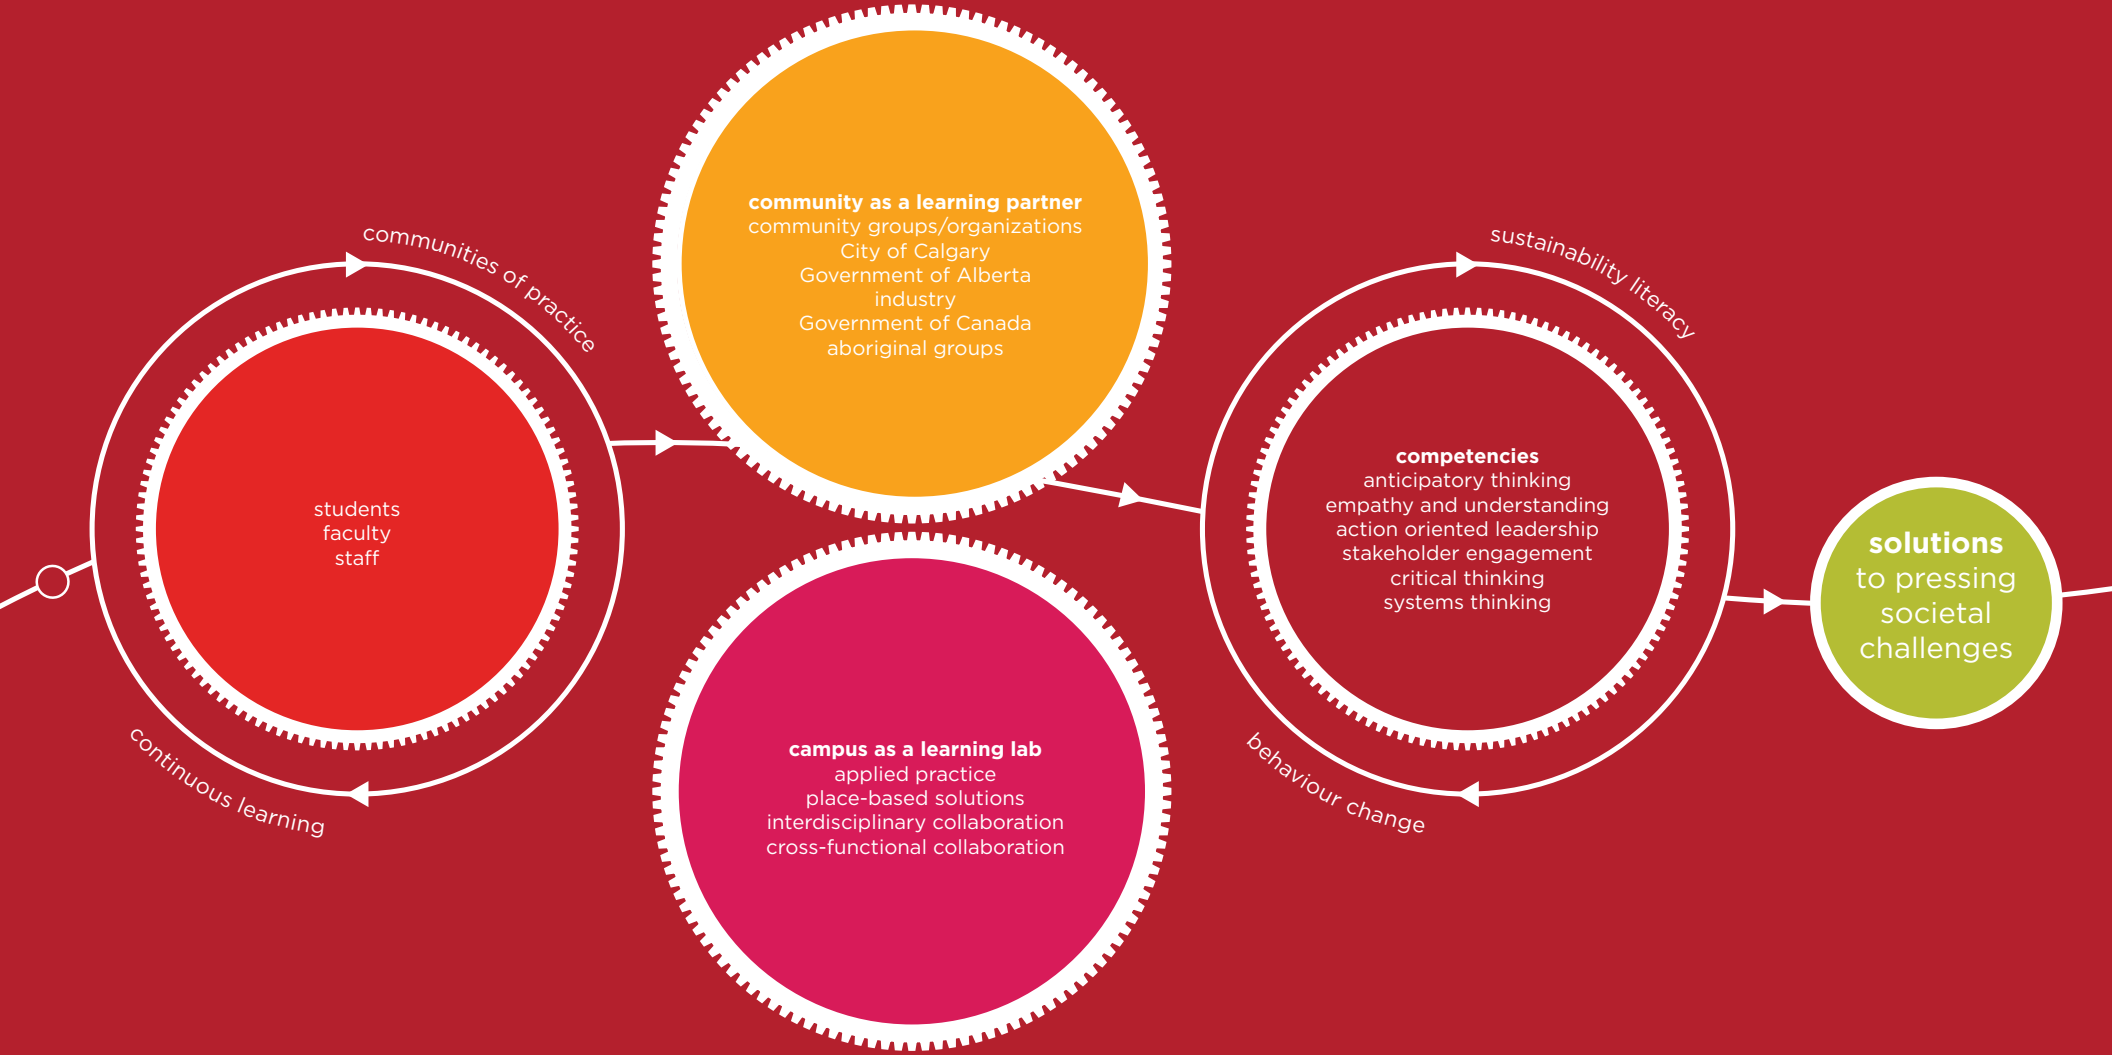 communities of practice
students
faculty
staff
continuous learning
community as a learning partner
community groups/organizations
City of Calgary
Government of Alberta
industry
Government of Canada
aboriginal groups
campus as a learning lab
applied practice
place-based solutions
interdisciplinary collaboration
cross-functional collaboration
sustainability literacy
competencies
anticipatory thinking
empathy and understanding
action oriented leadership
stakeholder engagement
critical thinking
systems thinking
behaviour change
solutions
to pressing
societal
challenges